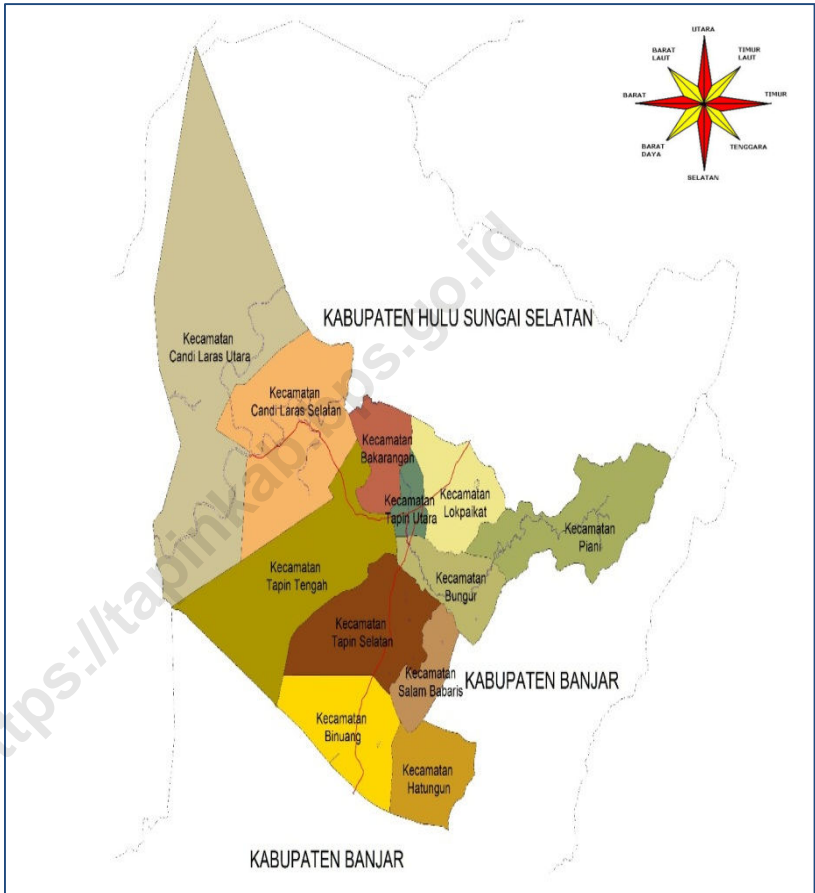 UTARA
BARAT
LAUT
TIMUR
LAUT
BARAT
TIMUR
BARAT
DAYA
TENGGARA
SELATAN
KABUPATEN HULU SUNGAI SELATAN
Kecamatan
Candi Laras Utara
Kecamatan
Candi Laras Selatan
Kecamatan
Bakarangan
Kecamatan
Tapin Utara
Kecamatan
Lokpaikat
Kecamatan
Piani
Kecamatan
Tapin Tengah
Kecamatan
Bungur
Kecamatan
Tapin Selatan
Kecamatan
Salam Babaris
KABUPATEN BANJAR
Kecamatan
Binuang
Kecamatan
Hatungun
KABUPATEN BANJAR
https://tapinkab.bps.go.id